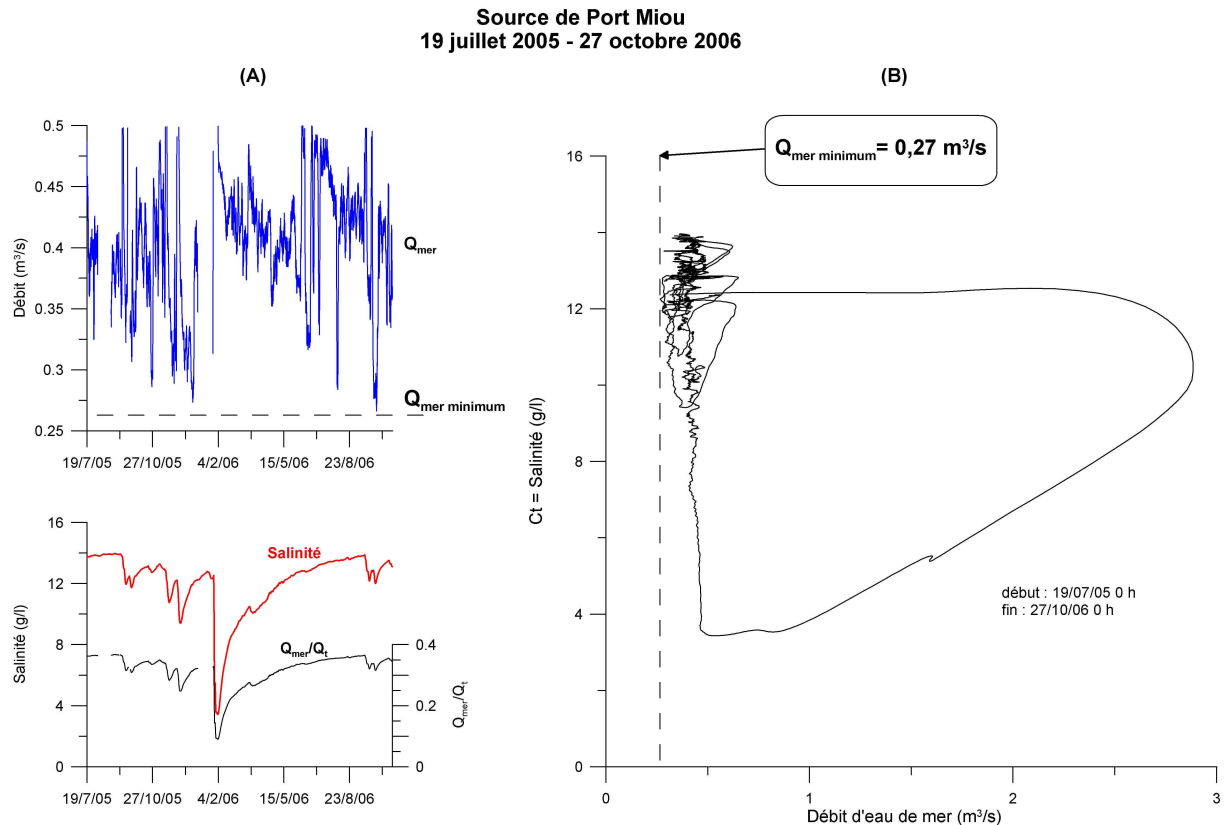 Source de Port Miou
19 juillet 2005 - 27 octobre 2006
(A)
0.5
0.45
0.4
0.35
0.3
0.25
Débit (m³/s)
Qmer
Qmer minimum
19/7/05 27/10/05 4/2/06 15/5/06 23/8/06
16
12
8
4
0
Salinité (g/l)
Salinité
Qmer/Qt
0.4
0.2
0
Qmer/Qt
19/7/05 27/10/05 4/2/06 15/5/06 23/8/06
(B)
Qmer minimum= 0,27 m³/s
16
12
8
4
0
Ct = Salinité (g/l)
début : 19/07/05 0 h
fin : 27/10/06 0 h
0 1 2 3
Débit d'eau de mer (m³/s)